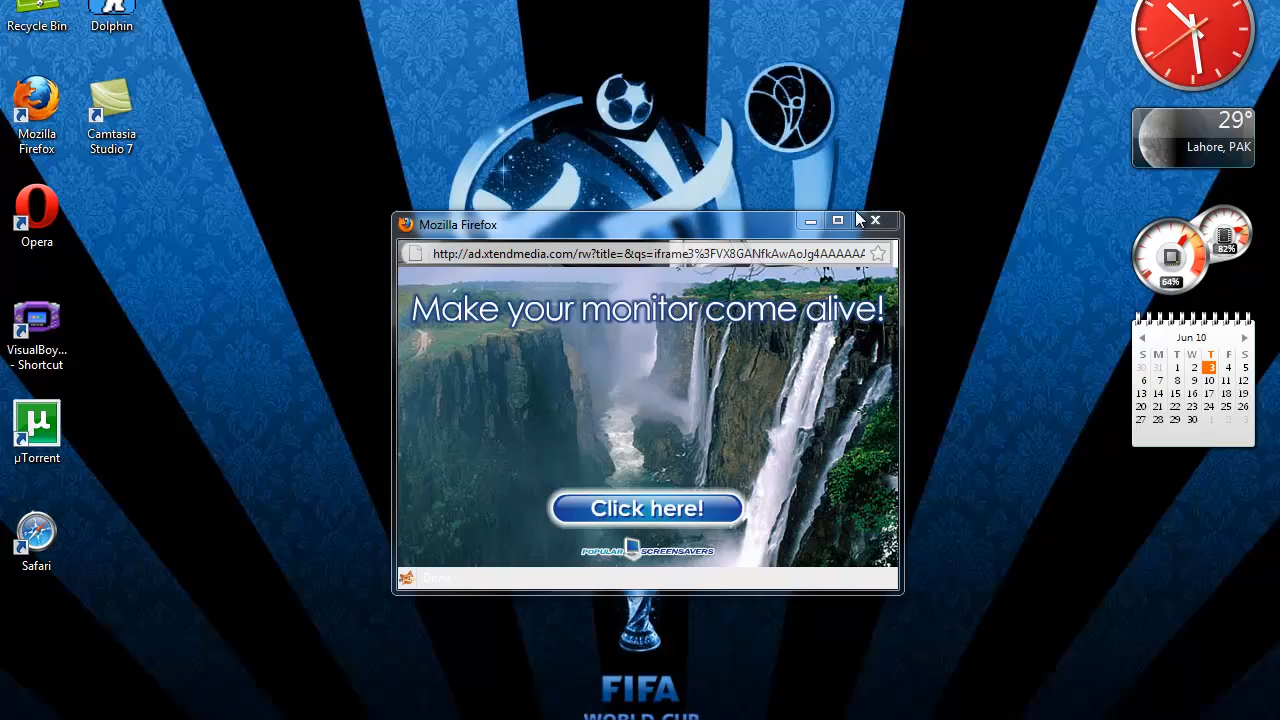 Recycle Bin
Dolphin
Mozilla
Firefox
Camtasia
Studio 7
Opera
VisualBoy...
- Shortcut
µTorrent
Safari
Mozilla Firefox
http://ad.xtendmedia.com/rw?title=&qs=iframe3%3FVX8GANfkAwAoJg4AAAAAA
Make your monitor come alive!
Click here!
POPULAR SCREENSAVERS
Done
FIFA
WORLD CUP
29°
Lahore, PAK
82%
64%
Jun 10
S M T W T F S
30 31 1 2 3 4 5
6 7 8 9 10 11 12
13 14 15 16 17 18 19
20 21 22 23 24 25 26
27 28 29 30 1 2 3